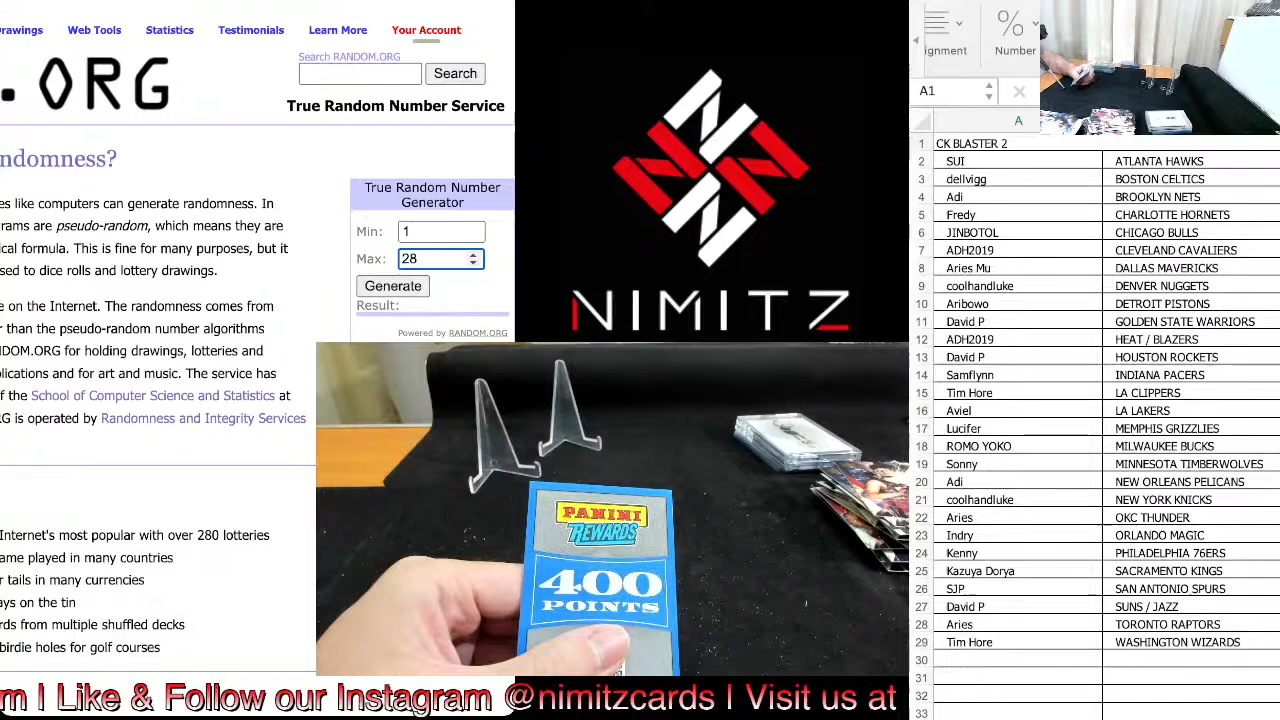 rawings Web Tools Statistics Testimonials Learn More Your Account
Search RANDOM.ORG
Search
.ORG
True Random Number Service
ndomness?
es like computers can generate randomness. In
grams are pseudo-random, which means they are
ical formula. This is fine for many purposes, but it
sed to dice rolls and lottery drawings.
e on the Internet. The randomness comes from
r than the pseudo-random number algorithms
NDOM.ORG for holding drawings, lotteries and
plications and for art and music. The service has
f the School of Computer Science and Statistics at
RG is operated by Randomness and Integrity Services
Internet's most popular with over 280 lotteries
ame played in many countries
r tails in many currencies
ays on the tin
rds from multiple shuffled decks
birdie holes for golf courses
True Random Number
Generator
Min: 1
Max: 28
Generate
Result:
Powered by RANDOM.ORG
NIMITZ
PANINI
REWARDS
400
POINTS
ignment
%
Number
A1
A
1 CK BLASTER 2
2 SUI ATLANTA HAWKS
3 dellvigg BOSTON CELTICS
4 Adi BROOKLYN NETS
5 Fredy CHARLOTTE HORNETS
6 JINBOTOL CHICAGO BULLS
7 ADH2019 CLEVELAND CAVALIERS
8 Aries Mu DALLAS MAVERICKS
9 coolhandluke DENVER NUGGETS
10 Aribowo DETROIT PISTONS
11 David P GOLDEN STATE WARRIORS
12 ADH2019 HEAT / BLAZERS
13 David P HOUSTON ROCKETS
14 Samflynn INDIANA PACERS
15 Tim Hore LA CLIPPERS
16 Aviel LA LAKERS
17 Lucifer MEMPHIS GRIZZLIES
18 ROMO YOKO MILWAUKEE BUCKS
19 Sonny MINNESOTA TIMBERWOLVES
20 Adi NEW ORLEANS PELICANS
21 coolhandluke NEW YORK KNICKS
22 Aries OKC THUNDER
23 Indry ORLANDO MAGIC
24 Kenny PHILADELPHIA 76ERS
25 Kazuya Dorya SACRAMENTO KINGS
26 SJP SAN ANTONIO SPURS
27 David P SUNS / JAZZ
28 Aries TORONTO RAPTORS
29 Tim Hore WASHINGTON WIZARDS
30
31
32
33
m I Like & Follow our Instagram @nimitzcards I Visit us at